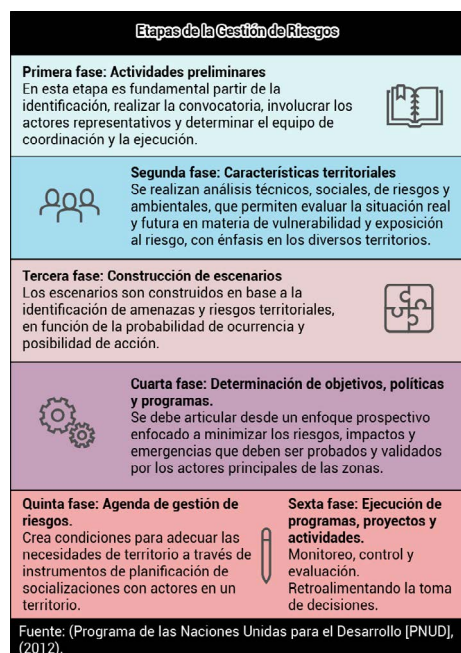 Etapas de la Gestión de Riesgos
Primera fase: Actividades preliminares
En esta etapa es fundamental partir de la
identificación, realizar la convocatoria, involucrar los
actores representativos y determinar el equipo de
coordinación y la ejecución.
Segunda fase: Características territoriales
Se realizan análisis técnicos, sociales, de riesgos y
ambientales, que permiten evaluar la situación real
y futura en materia de vulnerabilidad y exposición
al riesgo, con énfasis en los diversos territorios.
Tercera fase: Construcción de escenarios
Los escenarios son construidos en base a la
identificación de amenazas y riesgos territoriales,
en función de la probabilidad de ocurrencia y
posibilidad de acción.
Cuarta fase: Determinación de objetivos, políticas
y programas.
Se debe articular desde un enfoque prospectivo
enfocado a minimizar los riesgos, impactos y
emergencias que deben ser probados y validados
por los actores principales de las zonas.
Quinta fase: Agenda de gestión de
riesgos.
Crea condiciones para adecuar las
necesidades de territorio a través de
instrumentos de planificación de
socializaciones con actores en un
territorio.
Sexta fase: Ejecución de
programas, proyectos y
actividades.
Monitoreo, control y
evaluación.
Retroalimentando la toma
de decisiones.
Fuente: (Programa de las Naciones Unidas para el Desarrollo [PNUD],
(2012).